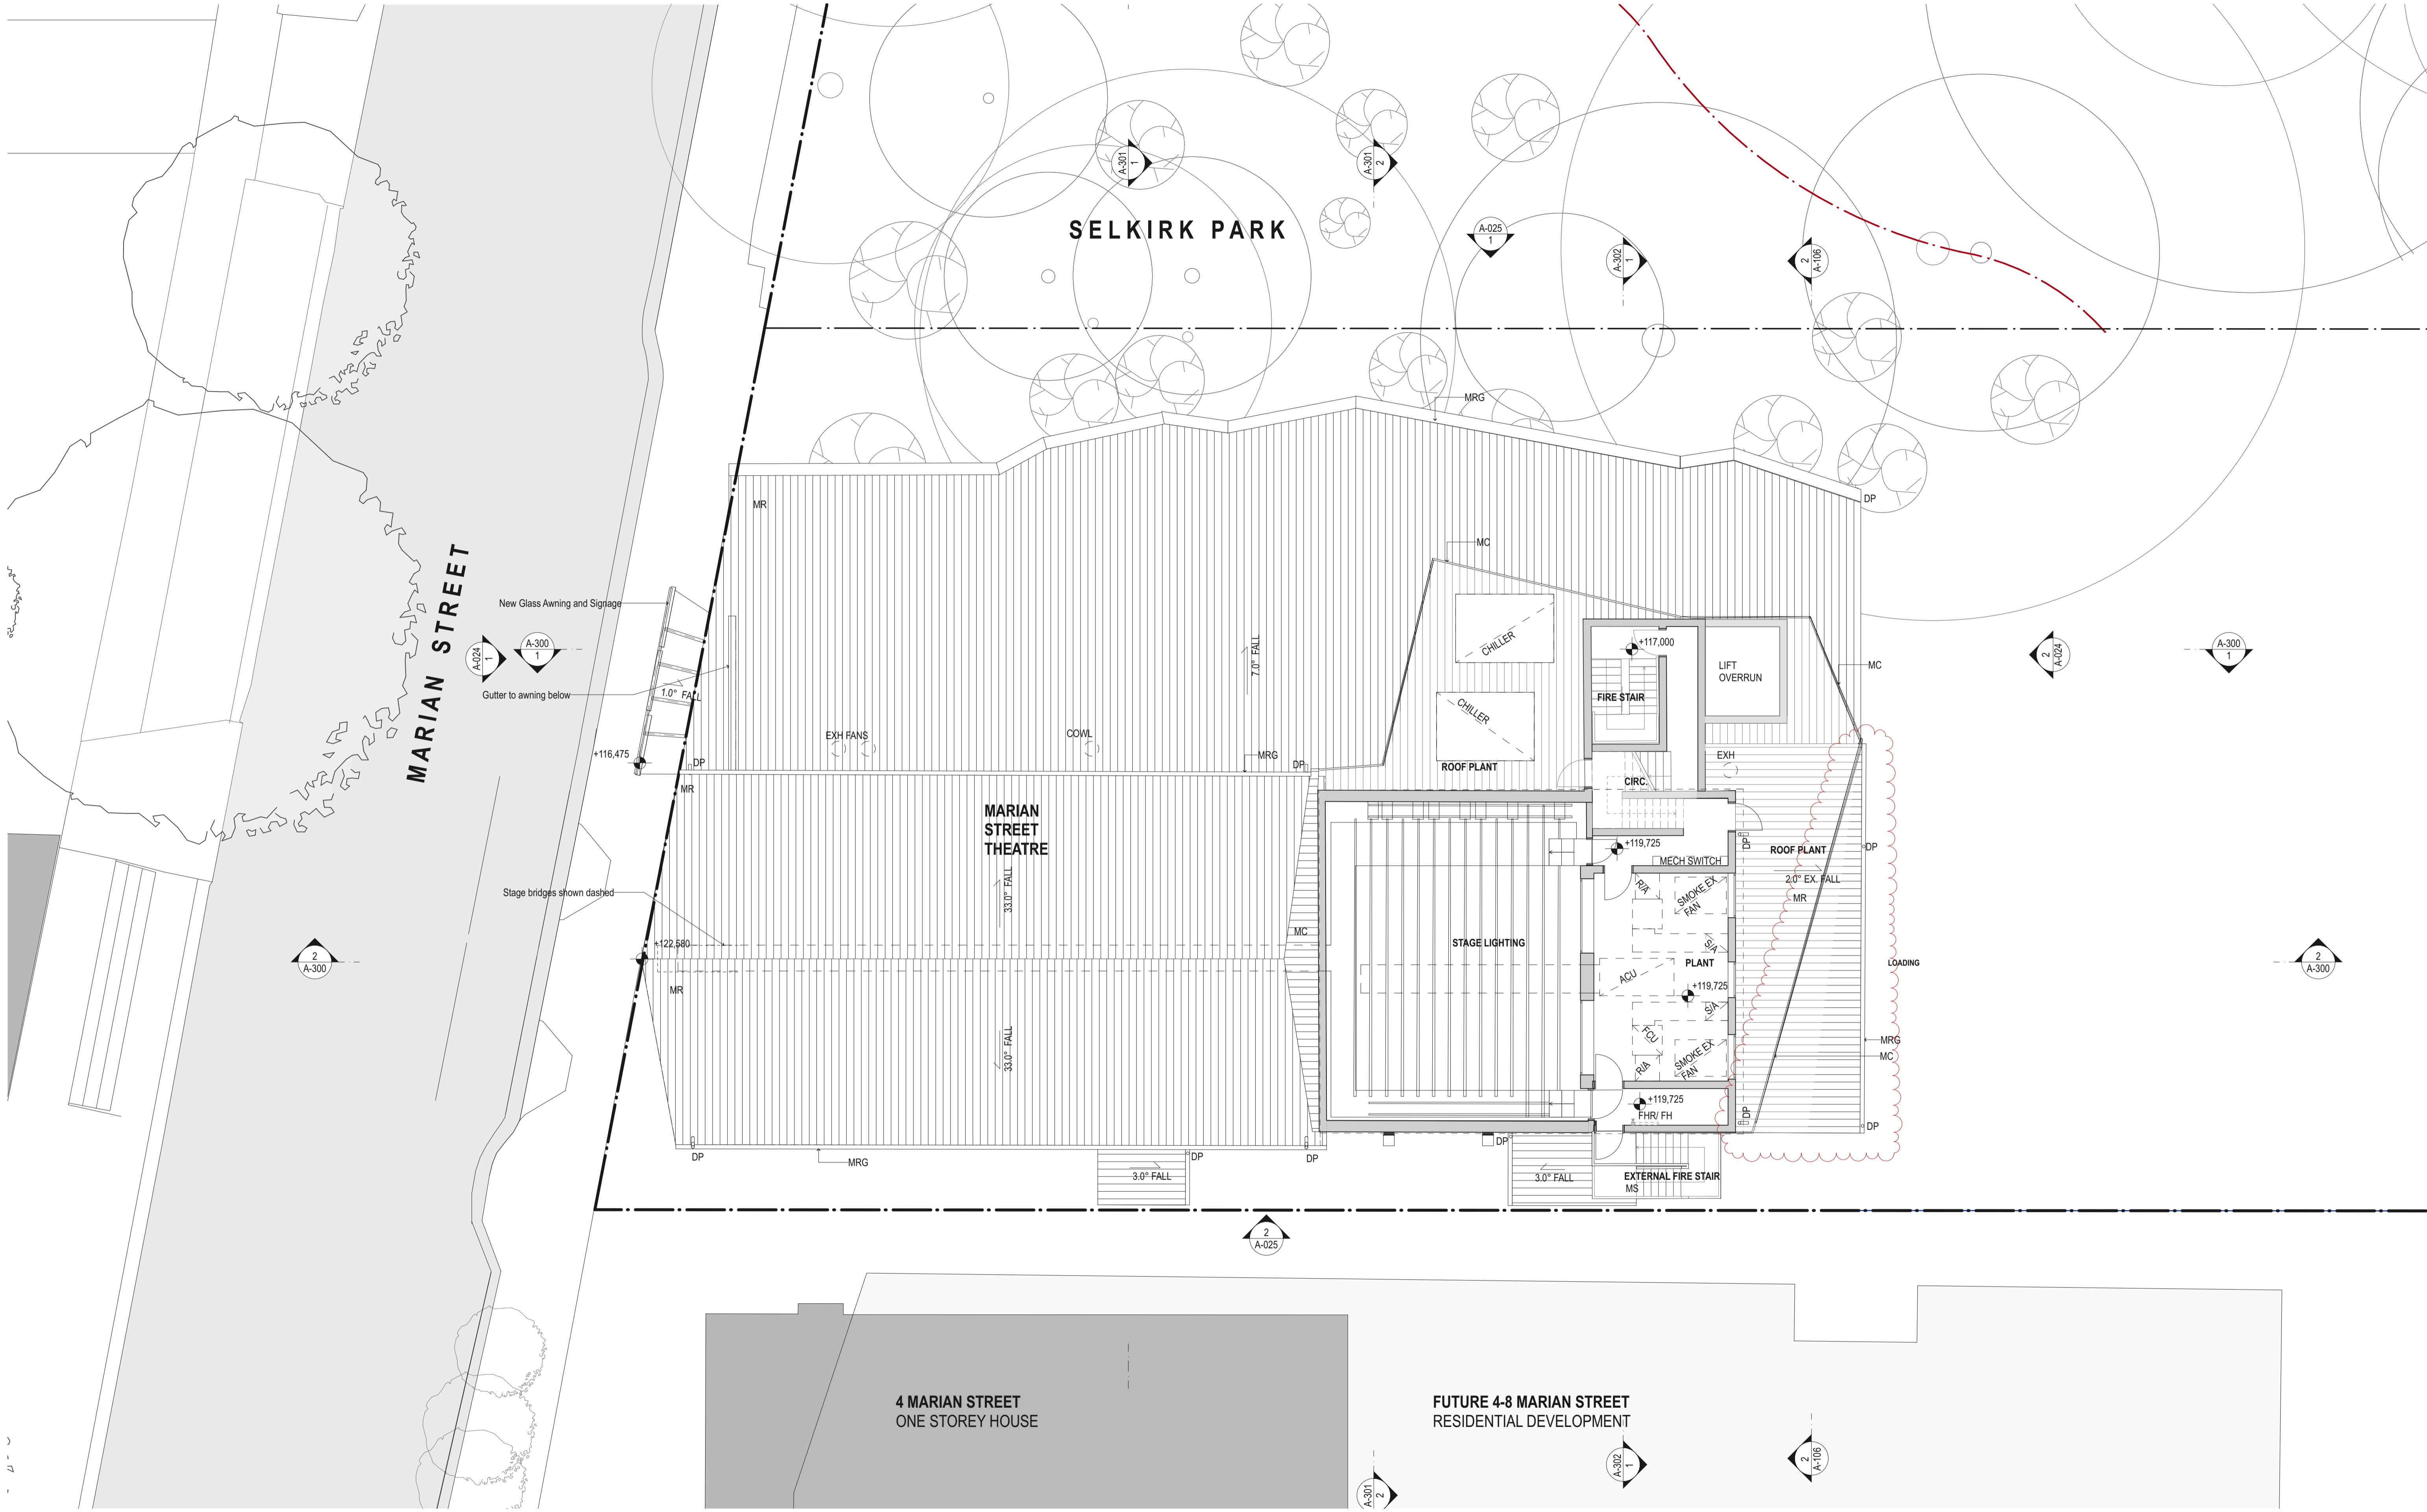 A-301
1
A-301
2
SELKIRK PARK
A-025
1
A-302
1
2
A-106
MRG
MR
DP
MC
MARIAN STREET
New Glass Awning and Signage
A-024
1
A-300
1
Gutter to awning below
1.0° FALL
7.0° FALL
CHILLER
CHILLER
+117,000
FIRE STAIR
LIFT
OVERRUN
MC
2
A-024
A-300
1
EXH FANS
COWL
+116,475
DP
MRG
DP
ROOF PLANT
CIRC.
EXH
MR
MARIAN
STREET
THEATRE
+119,725
MECH SWITCH
DP
ROOF PLANT
DP
2.0° EX. FALL
MR
33.0° FALL
Stage bridges shown dashed
R/A
SMOKE EX
FAN
MC
STAGE LIGHTING
S/A
+122,580
2
A-300
PLANT
LOADING
2
A-300
ACU
+119,725
MR
S/A
33.0° FALL
FCU
SMOKE EX
FAN
R/A
MRG
MC
+119,725
FHR/ FH
DP
DP
DP
MRG
DP
3.0° FALL
DP
DP
3.0° FALL
EXTERNAL FIRE STAIR
MS
2
A-025
4 MARIAN STREET
ONE STOREY HOUSE
FUTURE 4-8 MARIAN STREET
RESIDENTIAL DEVELOPMENT
A-302
1
2
A-106
A-301
2